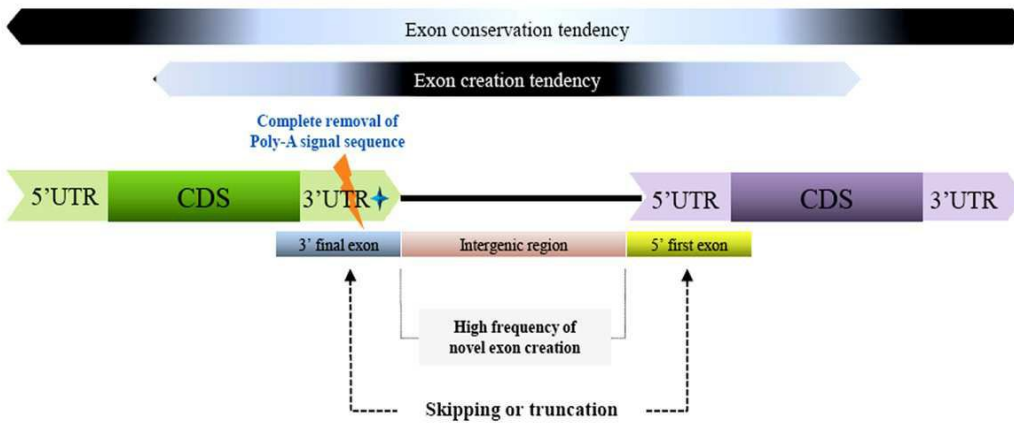 Exon conservation tendency
Exon creation tendency
Complete removal of
Poly-A signal sequence
5’UTR CDS 3’UTR 5’UTR CDS 3’UTR
3’ final exon Intergenic region 5’ first exon
High frequency of
novel exon creation
Skipping or truncation